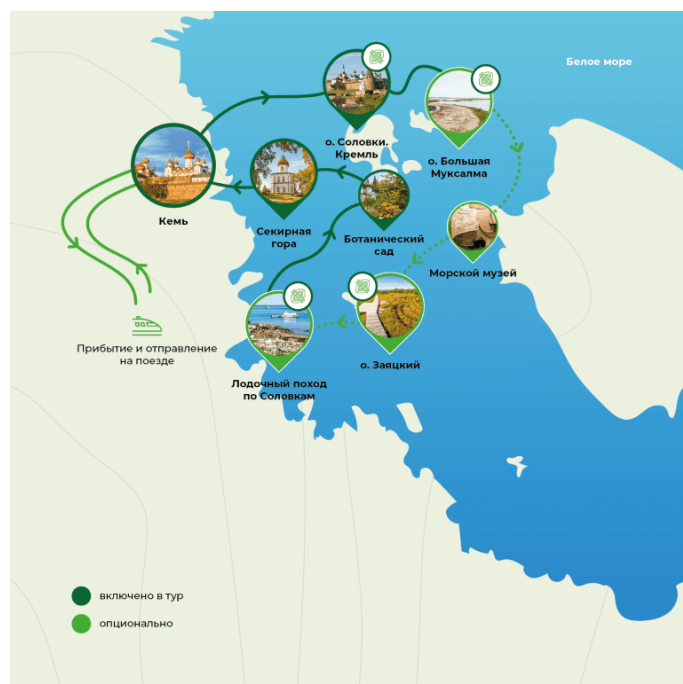 Белое море
о. Соловки.
Кремль
о. Большая
Муксалма
Кемь
Секирная
гора
Ботанический
сад
Морской музей
Прибытие и отправление
на поезде
о. Заяцкий
Лодочный поход
по Соловкам
включено в тур
опционально